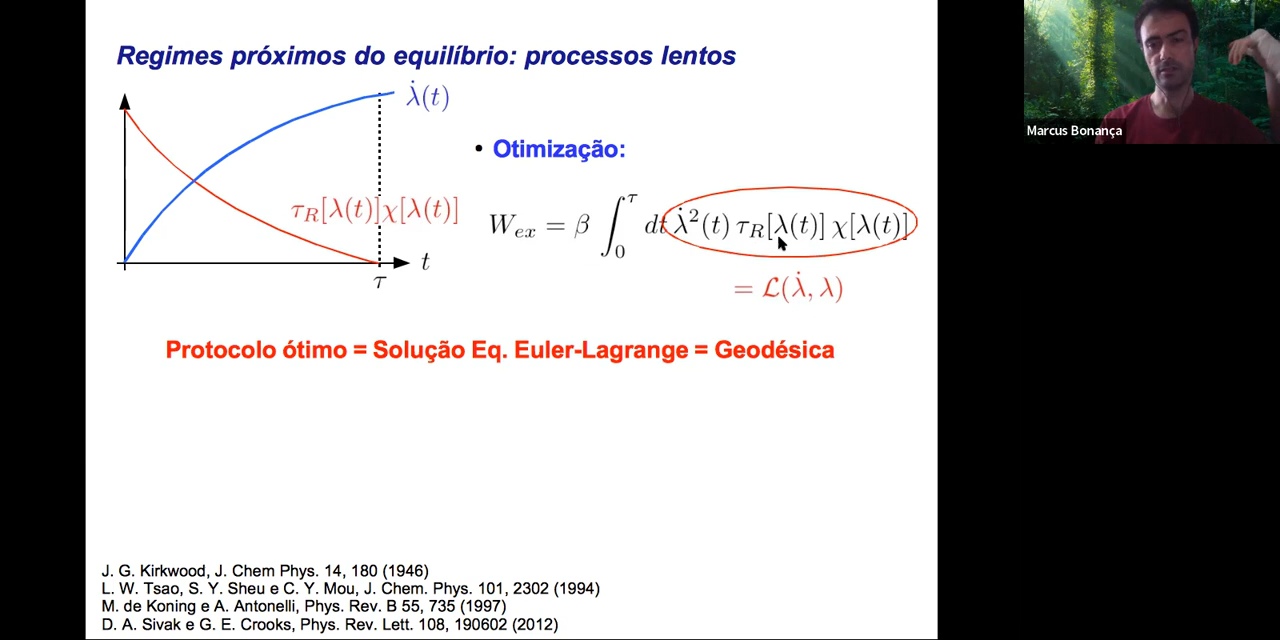 Regimes próximos do equilíbrio: processos lentos
λ̇(t)
• Otimização:
τ_R[λ(t)]χ[λ(t)]
W_ex = β ∫_0^τ dt λ̇²(t) τ_R[λ(t)] χ[λ(t)]
t
τ
= ℒ(λ̇, λ)
Protocolo ótimo = Solução Eq. Euler-Lagrange = Geodésica
J. G. Kirkwood, J. Chem Phys. 14, 180 (1946)
L. W. Tsao, S. Y. Sheu e C. Y. Mou, J. Chem. Phys. 101, 2302 (1994)
M. de Koning e A. Antonelli, Phys. Rev. B 55, 735 (1997)
D. A. Sivak e G. E. Crooks, Phys. Rev. Lett. 108, 190602 (2012)
Marcus Bonança